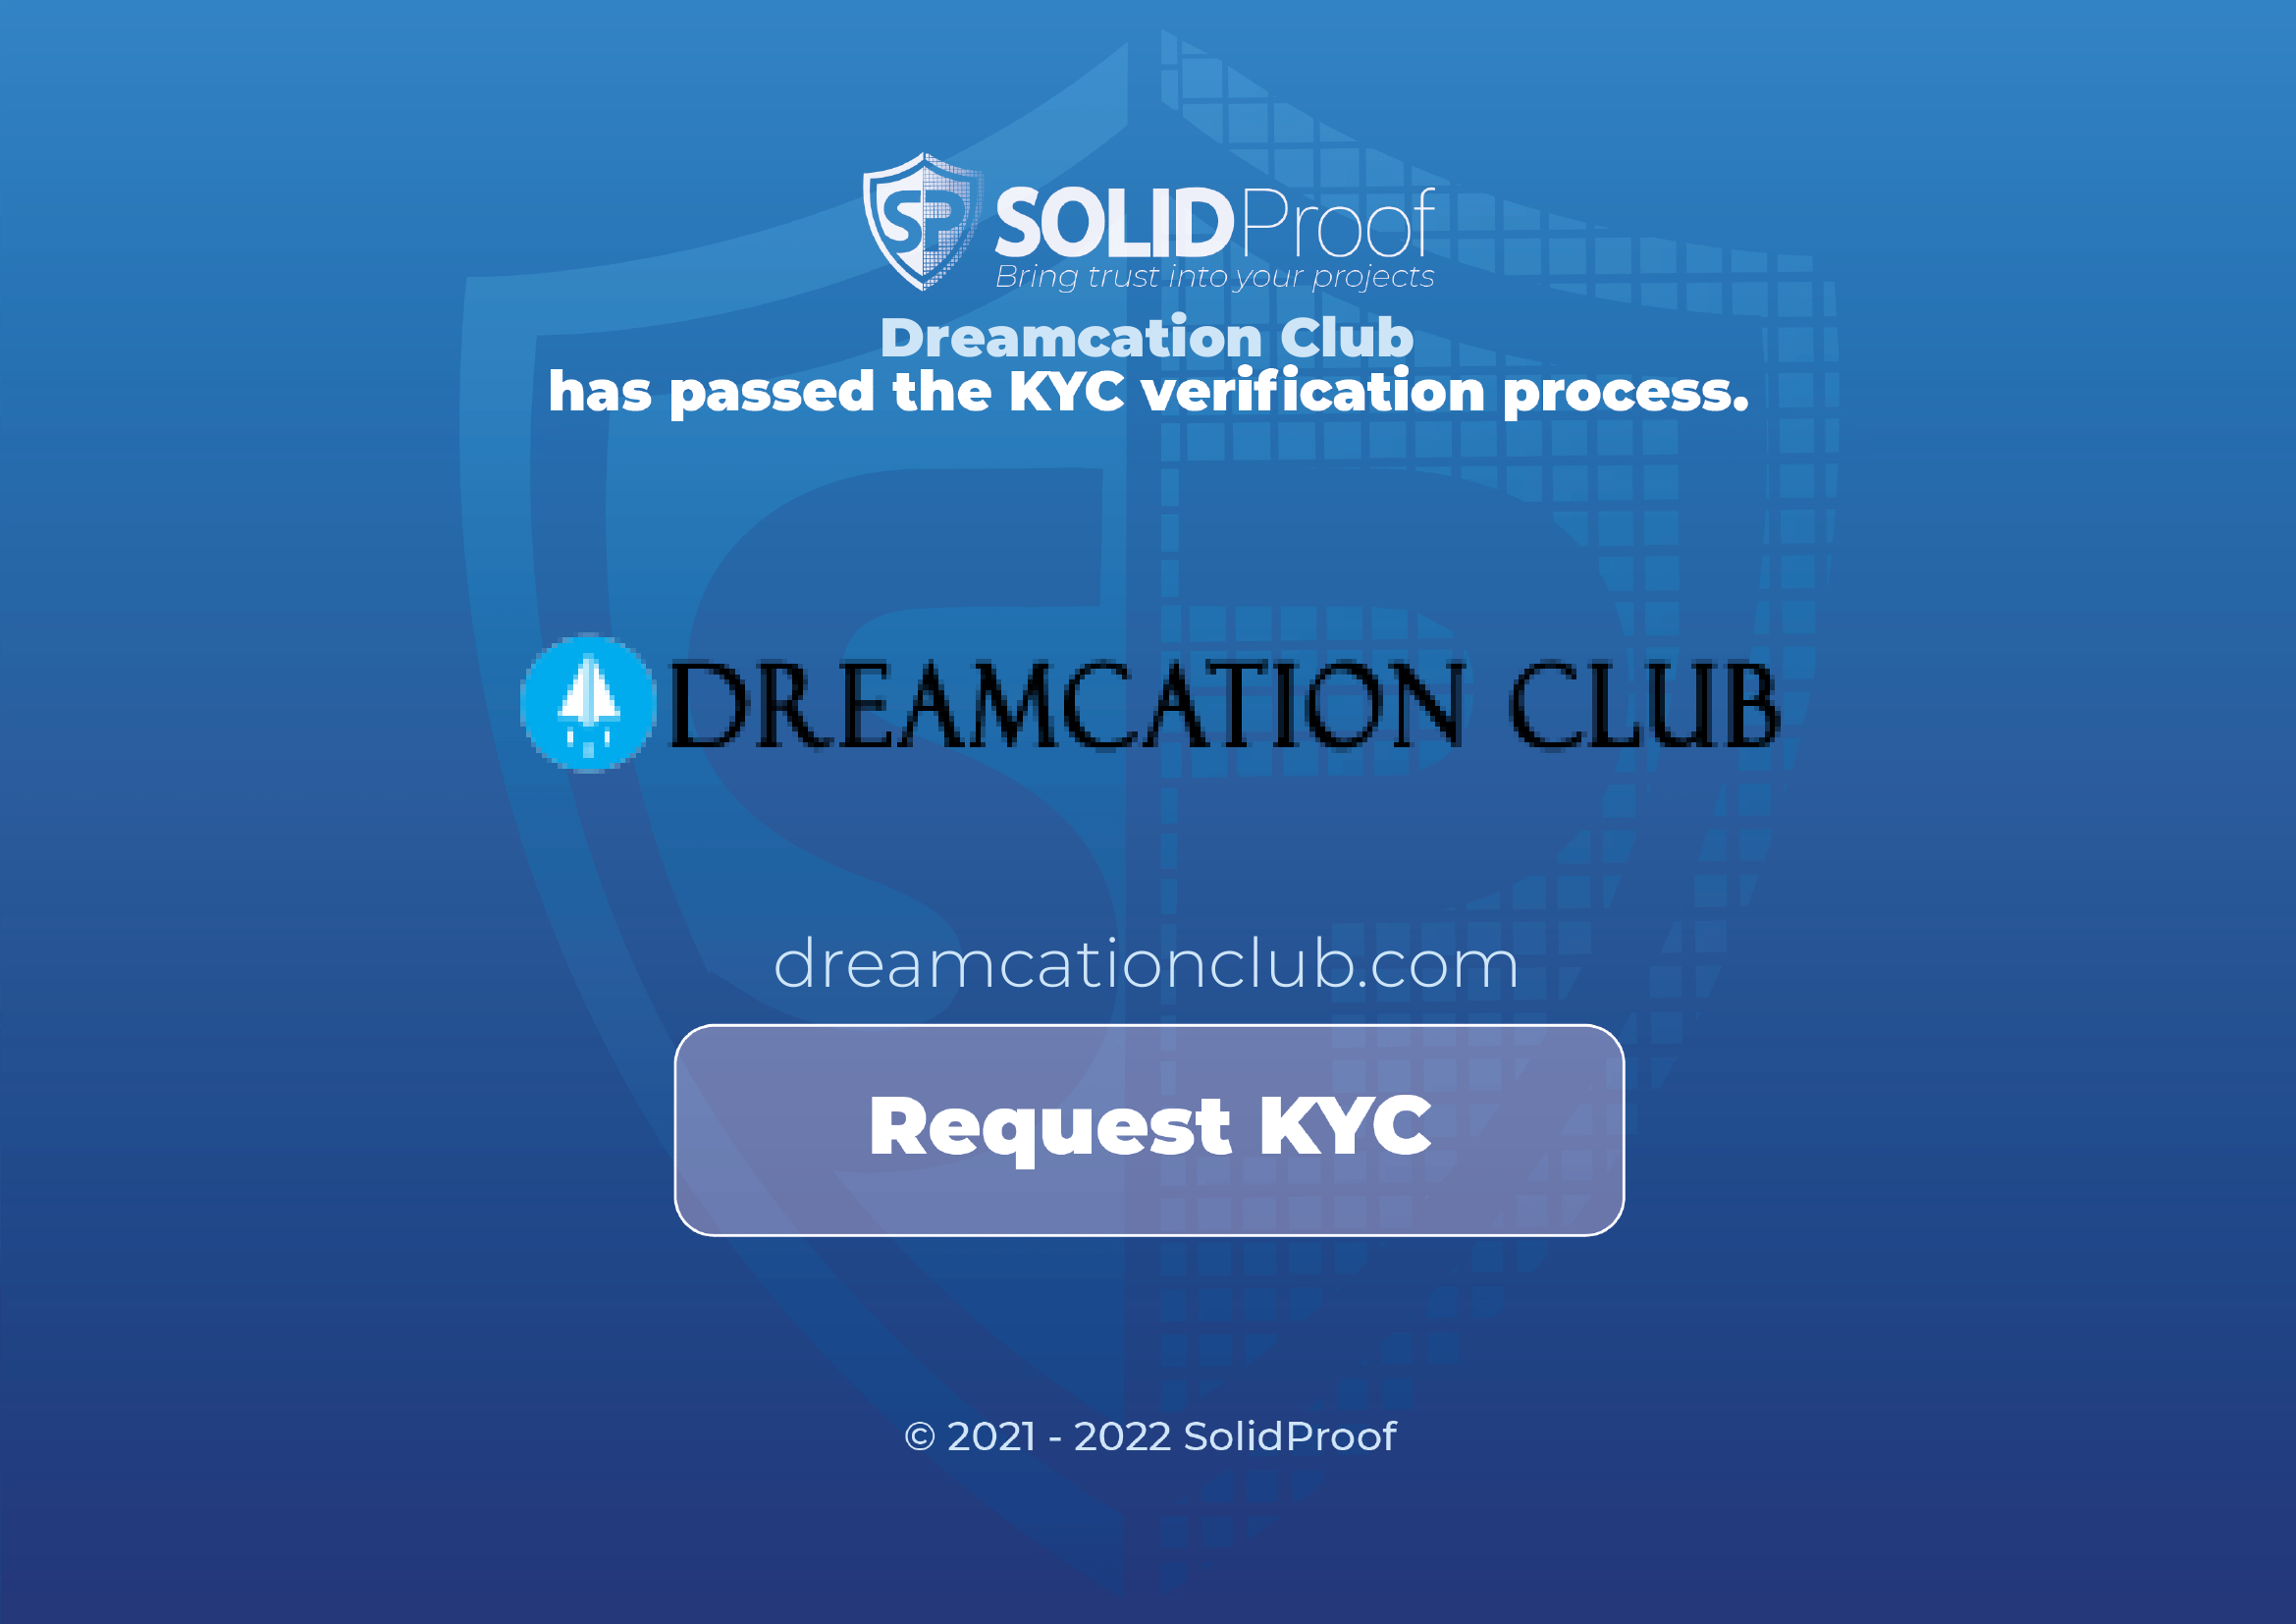 SOLIDProof
Bring trust into your projects
Dreamcation Club
has passed the KYC verification process.
DREAMCATION CLUB
dreamcationclub.com
Request KYC
© 2021 - 2022 SolidProof